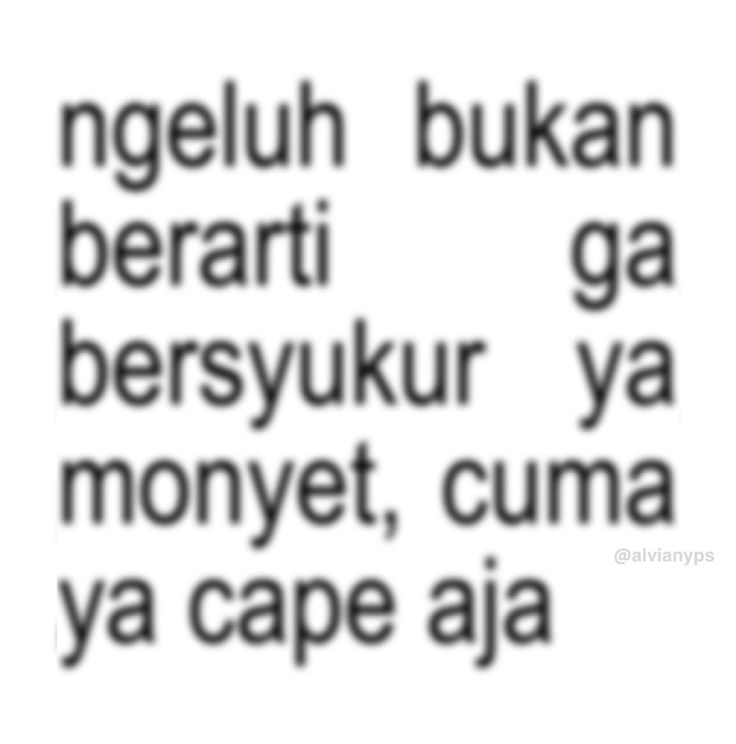 ngeluh bukan
berarti ga
bersyukur ya
monyet, cuma
@alvianyps
ya cape aja